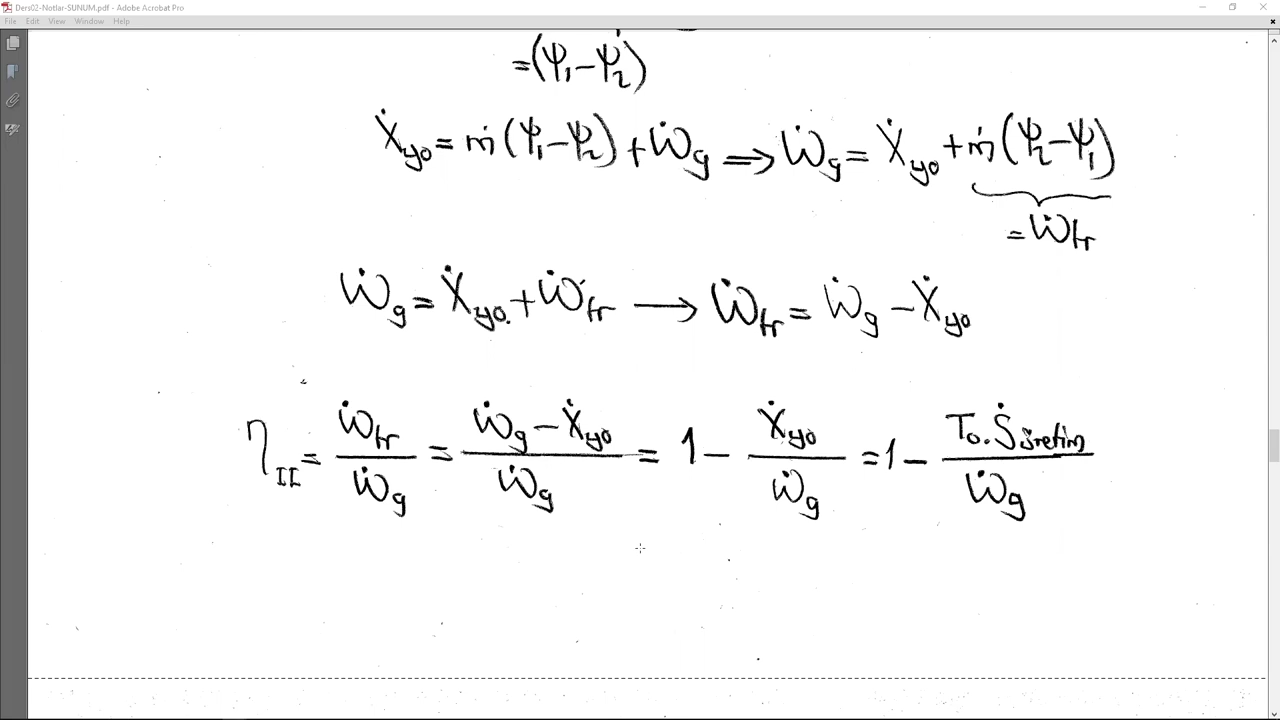 Ders02-Notlar-SUNUM.pdf - Adobe Acrobat Pro
File Edit View Window Help
=(Ψ₁-Ψ₂)
Ẋyo = ṁ(Ψ₁-Ψ₂) + Ẇg ⟹ Ẇg = Ẋyo + ṁ(Ψ₂-Ψ₁)
= Ẇtr
Ẇg = Ẋyo + Ẇtr ⟶ Ẇtr = Ẇg - Ẋyo
η_II = Ẇtr / Ẇg = (Ẇg - Ẋyo) / Ẇg = 1 - Ẋyo / Ẇg = 1 - T₀.Ṡüretim / Ẇg